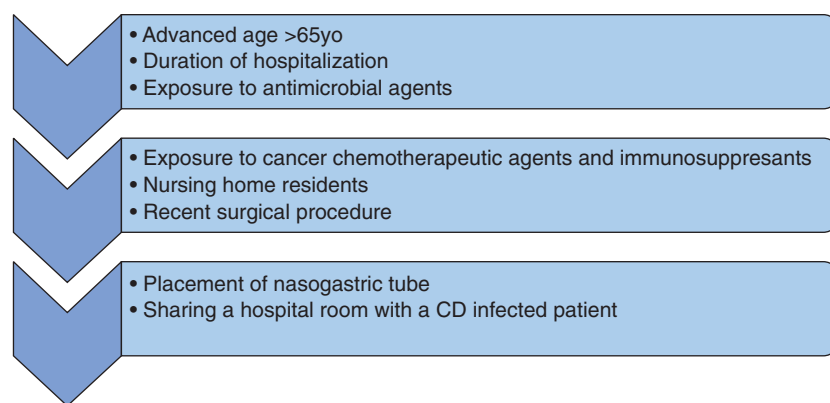 • Advanced age >65yo
• Duration of hospitalization
• Exposure to antimicrobial agents
• Exposure to cancer chemotherapeutic agents and immunosuppresants
• Nursing home residents
• Recent surgical procedure
• Placement of nasogastric tube
• Sharing a hospital room with a CD infected patient